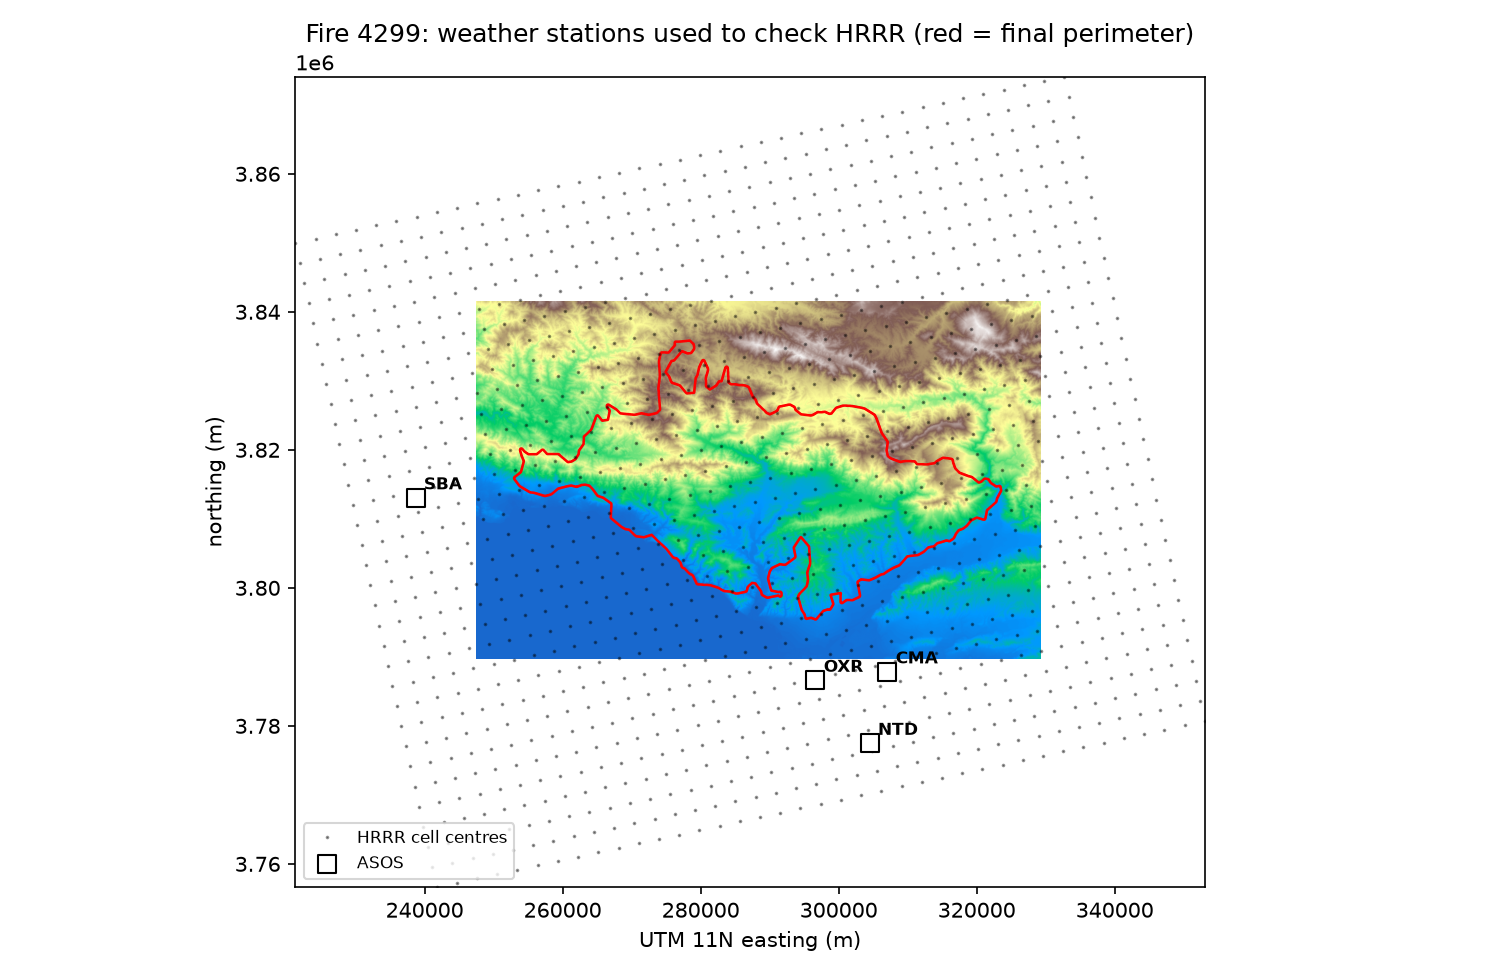 Fire 4299: weather stations used to check HRRR (red = final perimeter)
1e6
3.86
3.84
3.82
3.80
3.78
3.76
northing (m)
SBA
OXR
CMA
NTD
HRRR cell centres
ASOS
240000
260000
280000
300000
320000
340000
UTM 11N easting (m)